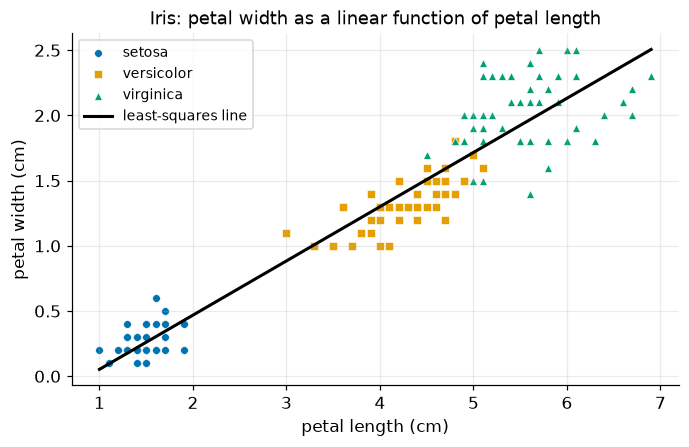 Iris: petal width as a linear function of petal length
setosa
versicolor
virginica
least-squares line
petal width (cm)
2.5
2.0
1.5
1.0
0.5
0.0
1 2 3 4 5 6 7
petal length (cm)